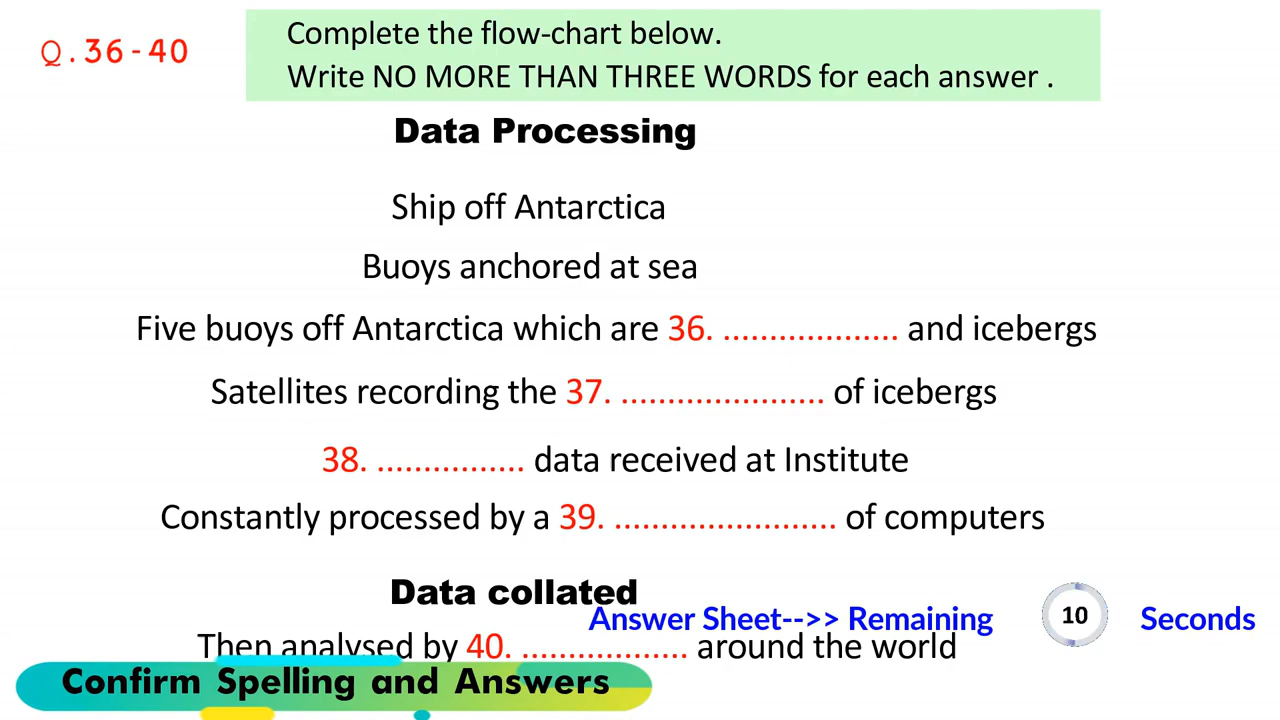 Q. 36 - 40
Complete the flow-chart below.
Write NO MORE THAN THREE WORDS for each answer .
Data Processing
Ship off Antarctica
Buoys anchored at sea
Five buoys off Antarctica which are 36. ................... and icebergs
Satellites recording the 37. ...................... of icebergs
38. ................ data received at Institute
Constantly processed by a 39. ........................ of computers
Data collated
Answer Sheet-->> Remaining 10 Seconds
Then analysed by 40. .................. around the world
Confirm Spelling and Answers